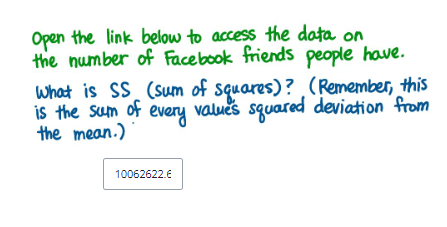 Open the link below to access the data on
the number of Facebook friends people have.
What is SS (sum of squares)? (Remember, this
is the sum of every value's squared deviation from
the mean.)
10062622.6